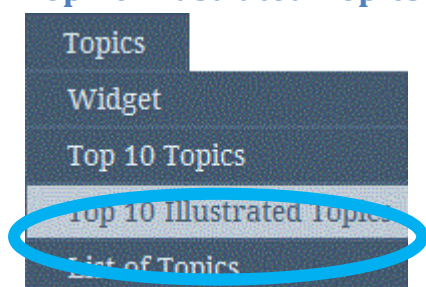 Topics
Widget
Top 10 Topics
Top 10 Illustrated Topics
List of Topics